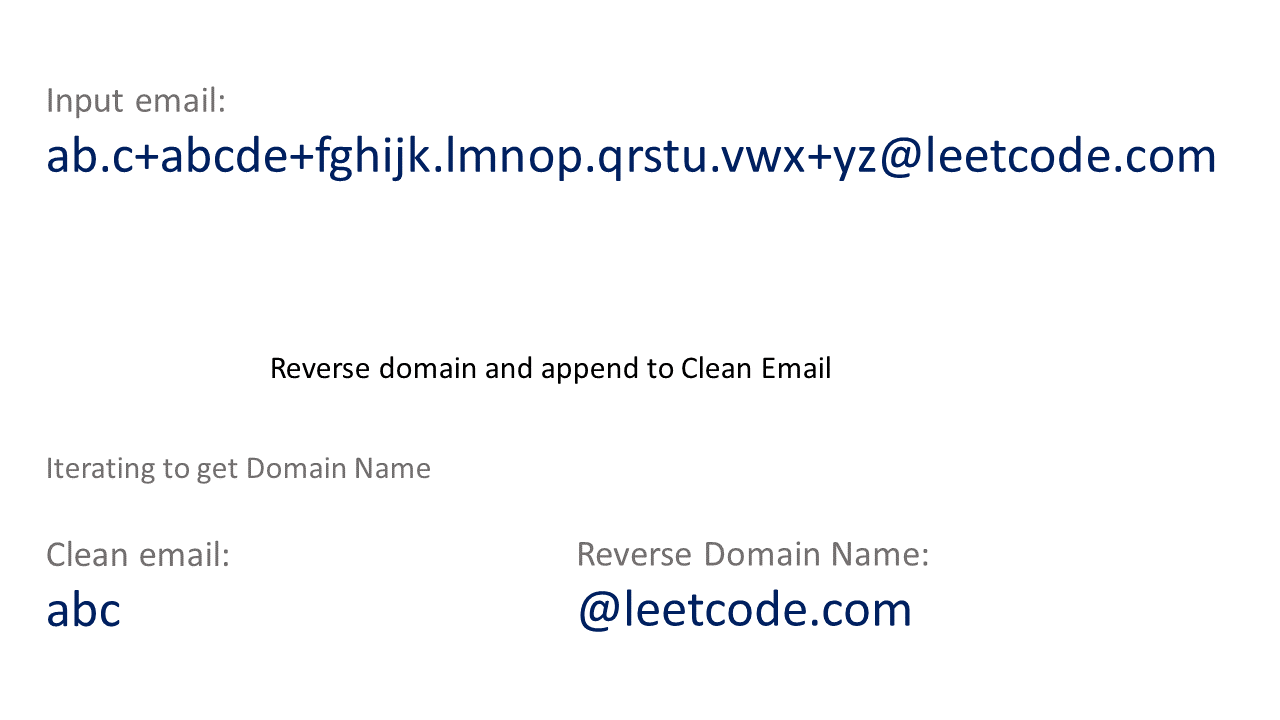 Input email:
ab.c+abcde+fghijk.lmnop.qrstu.vwx+yz@leetcode.com
Reverse domain and append to Clean Email
Iterating to get Domain Name
Clean email:
abc
Reverse Domain Name:
@leetcode.com